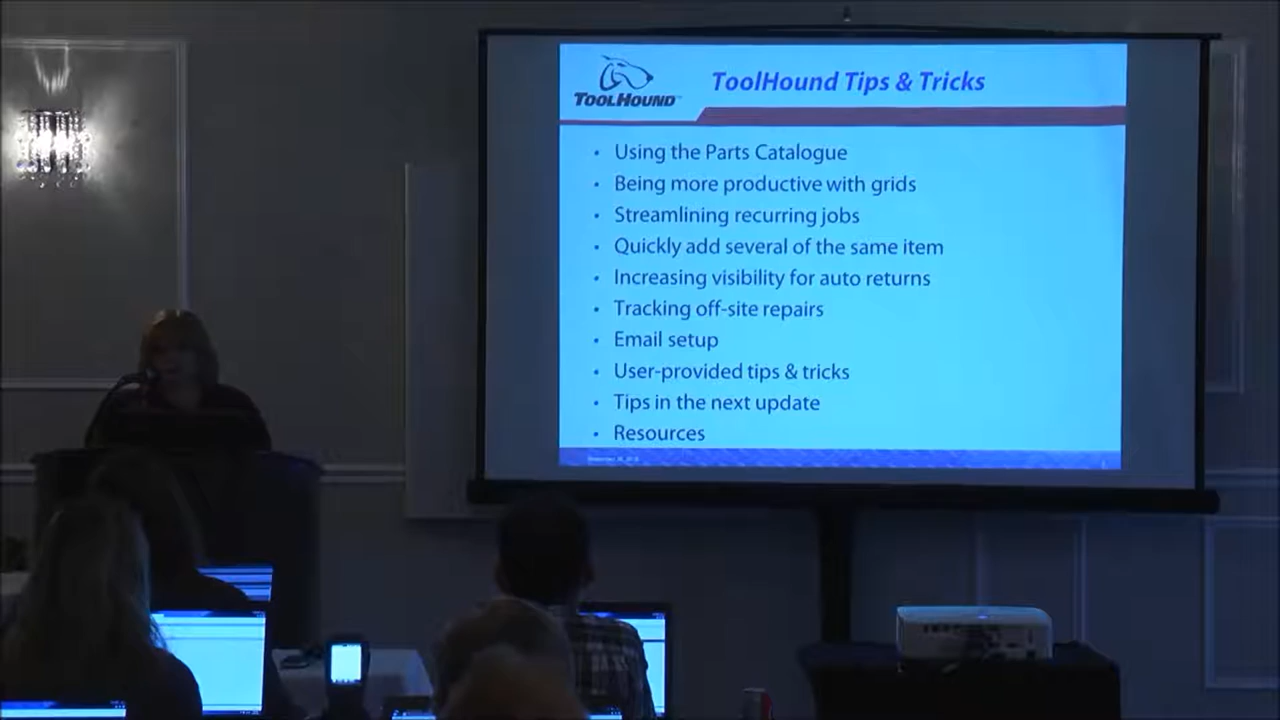 ToolHound Tips & Tricks
TOOLHOUND™
• Using the Parts Catalogue
• Being more productive with grids
• Streamlining recurring jobs
• Quickly add several of the same item
• Increasing visibility for auto returns
• Tracking off-site repairs
• Email setup
• User-provided tips & tricks
• Tips in the next update
• Resources